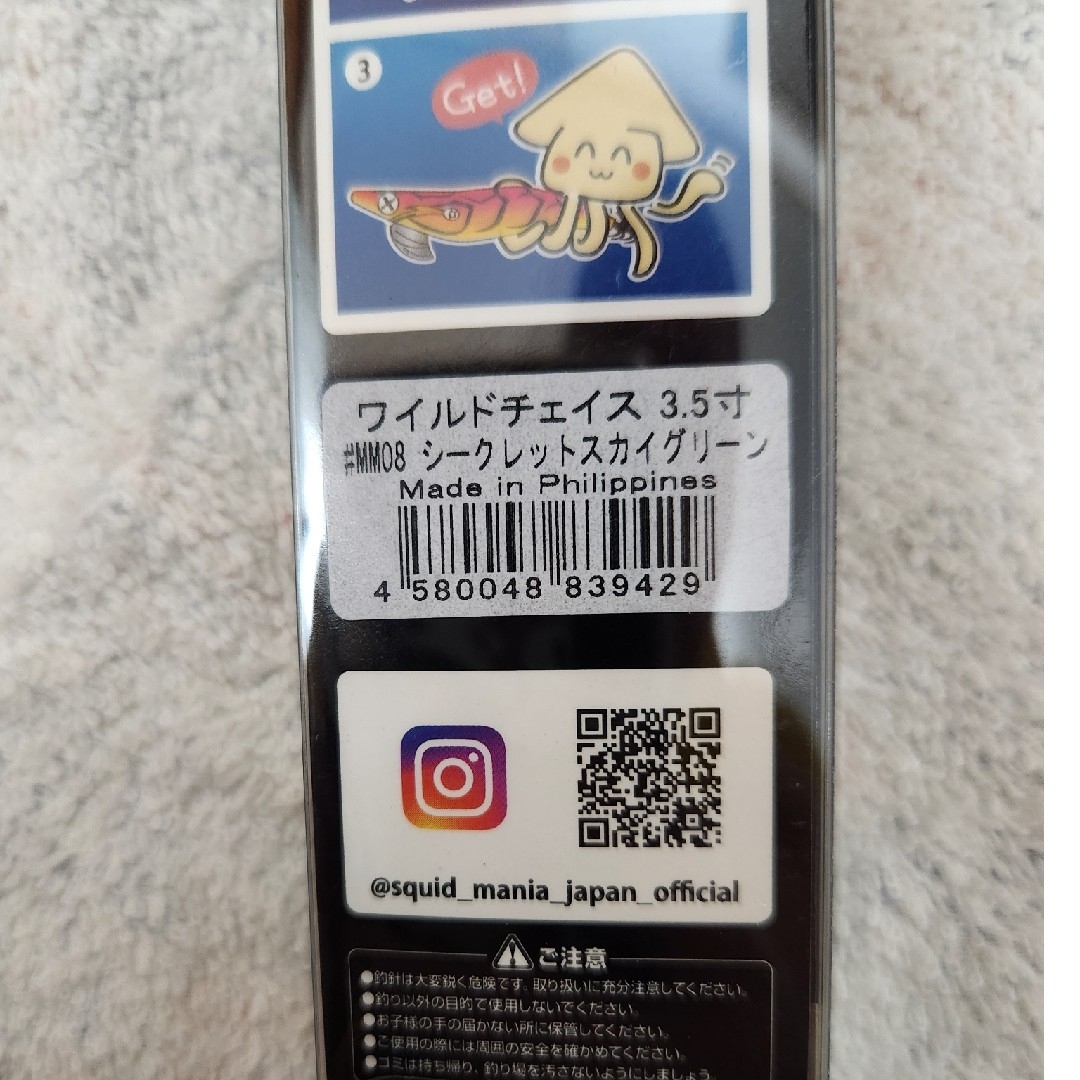 3
Get!
ワイルドチェイス 3.5寸
#MM08 シークレットスカイグリーン
Made in Philippines
4 580048 839429
@squid_mania_japan_official
ご注意
●釣針は大変鋭く危険です。取り扱いに充分注意してください。
●釣り以外の目的で使用しないでください。
●お子様の手の届かない所に保管してください。
●ご使用の際には周囲の安全を確かめてください。
●ゴミは持ち帰り、釣り場を汚さないようにしましょう。